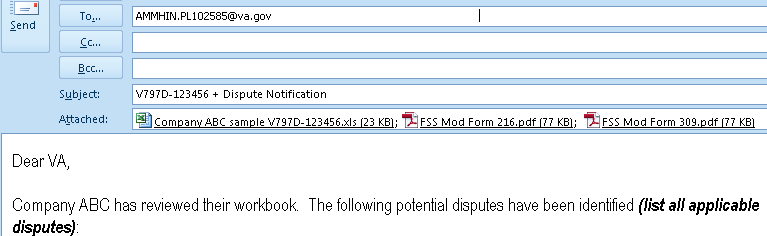 To... AMMHIN.PL102585@va.gov
Send
Cc...
Bcc...
Subject: V797D-123456 + Dispute Notification
Attached: Company ABC sample V797D-123456.xls (23 KB); FSS Mod Form 216.pdf (77 KB); FSS Mod Form 309.pdf (77 KB)
Dear VA,
Company ABC has reviewed their workbook. The following potential disputes have been identified (list all applicable
disputes):